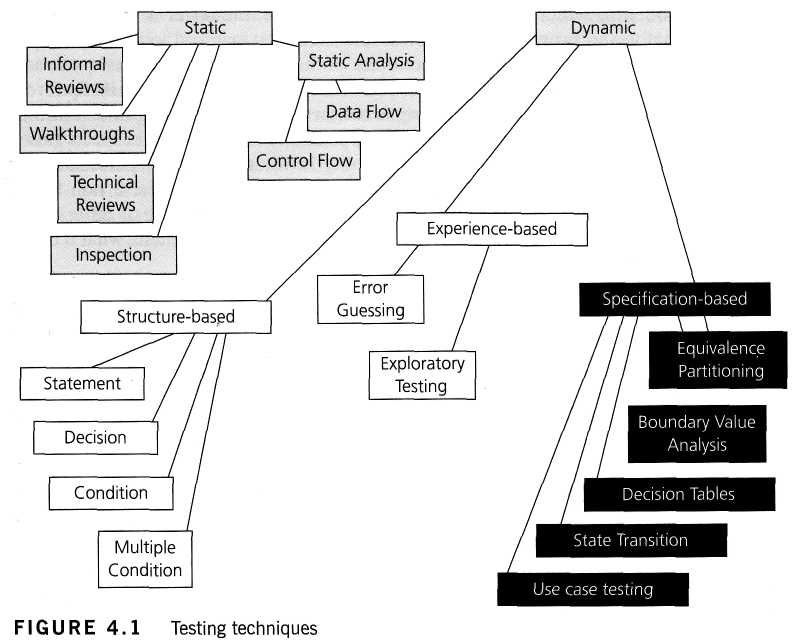 Static
Dynamic
Informal
Reviews
Static Analysis
Data Flow
Walkthroughs
Control Flow
Technical
Reviews
Inspection
Experience-based
Error
Guessing
Exploratory
Testing
Structure-based
Statement
Decision
Condition
Multiple
Condition
Specification-based
Equivalence
Partitioning
Boundary Value
Analysis
Decision Tables
State Transition
Use case testing
FIGURE 4.1 Testing techniques